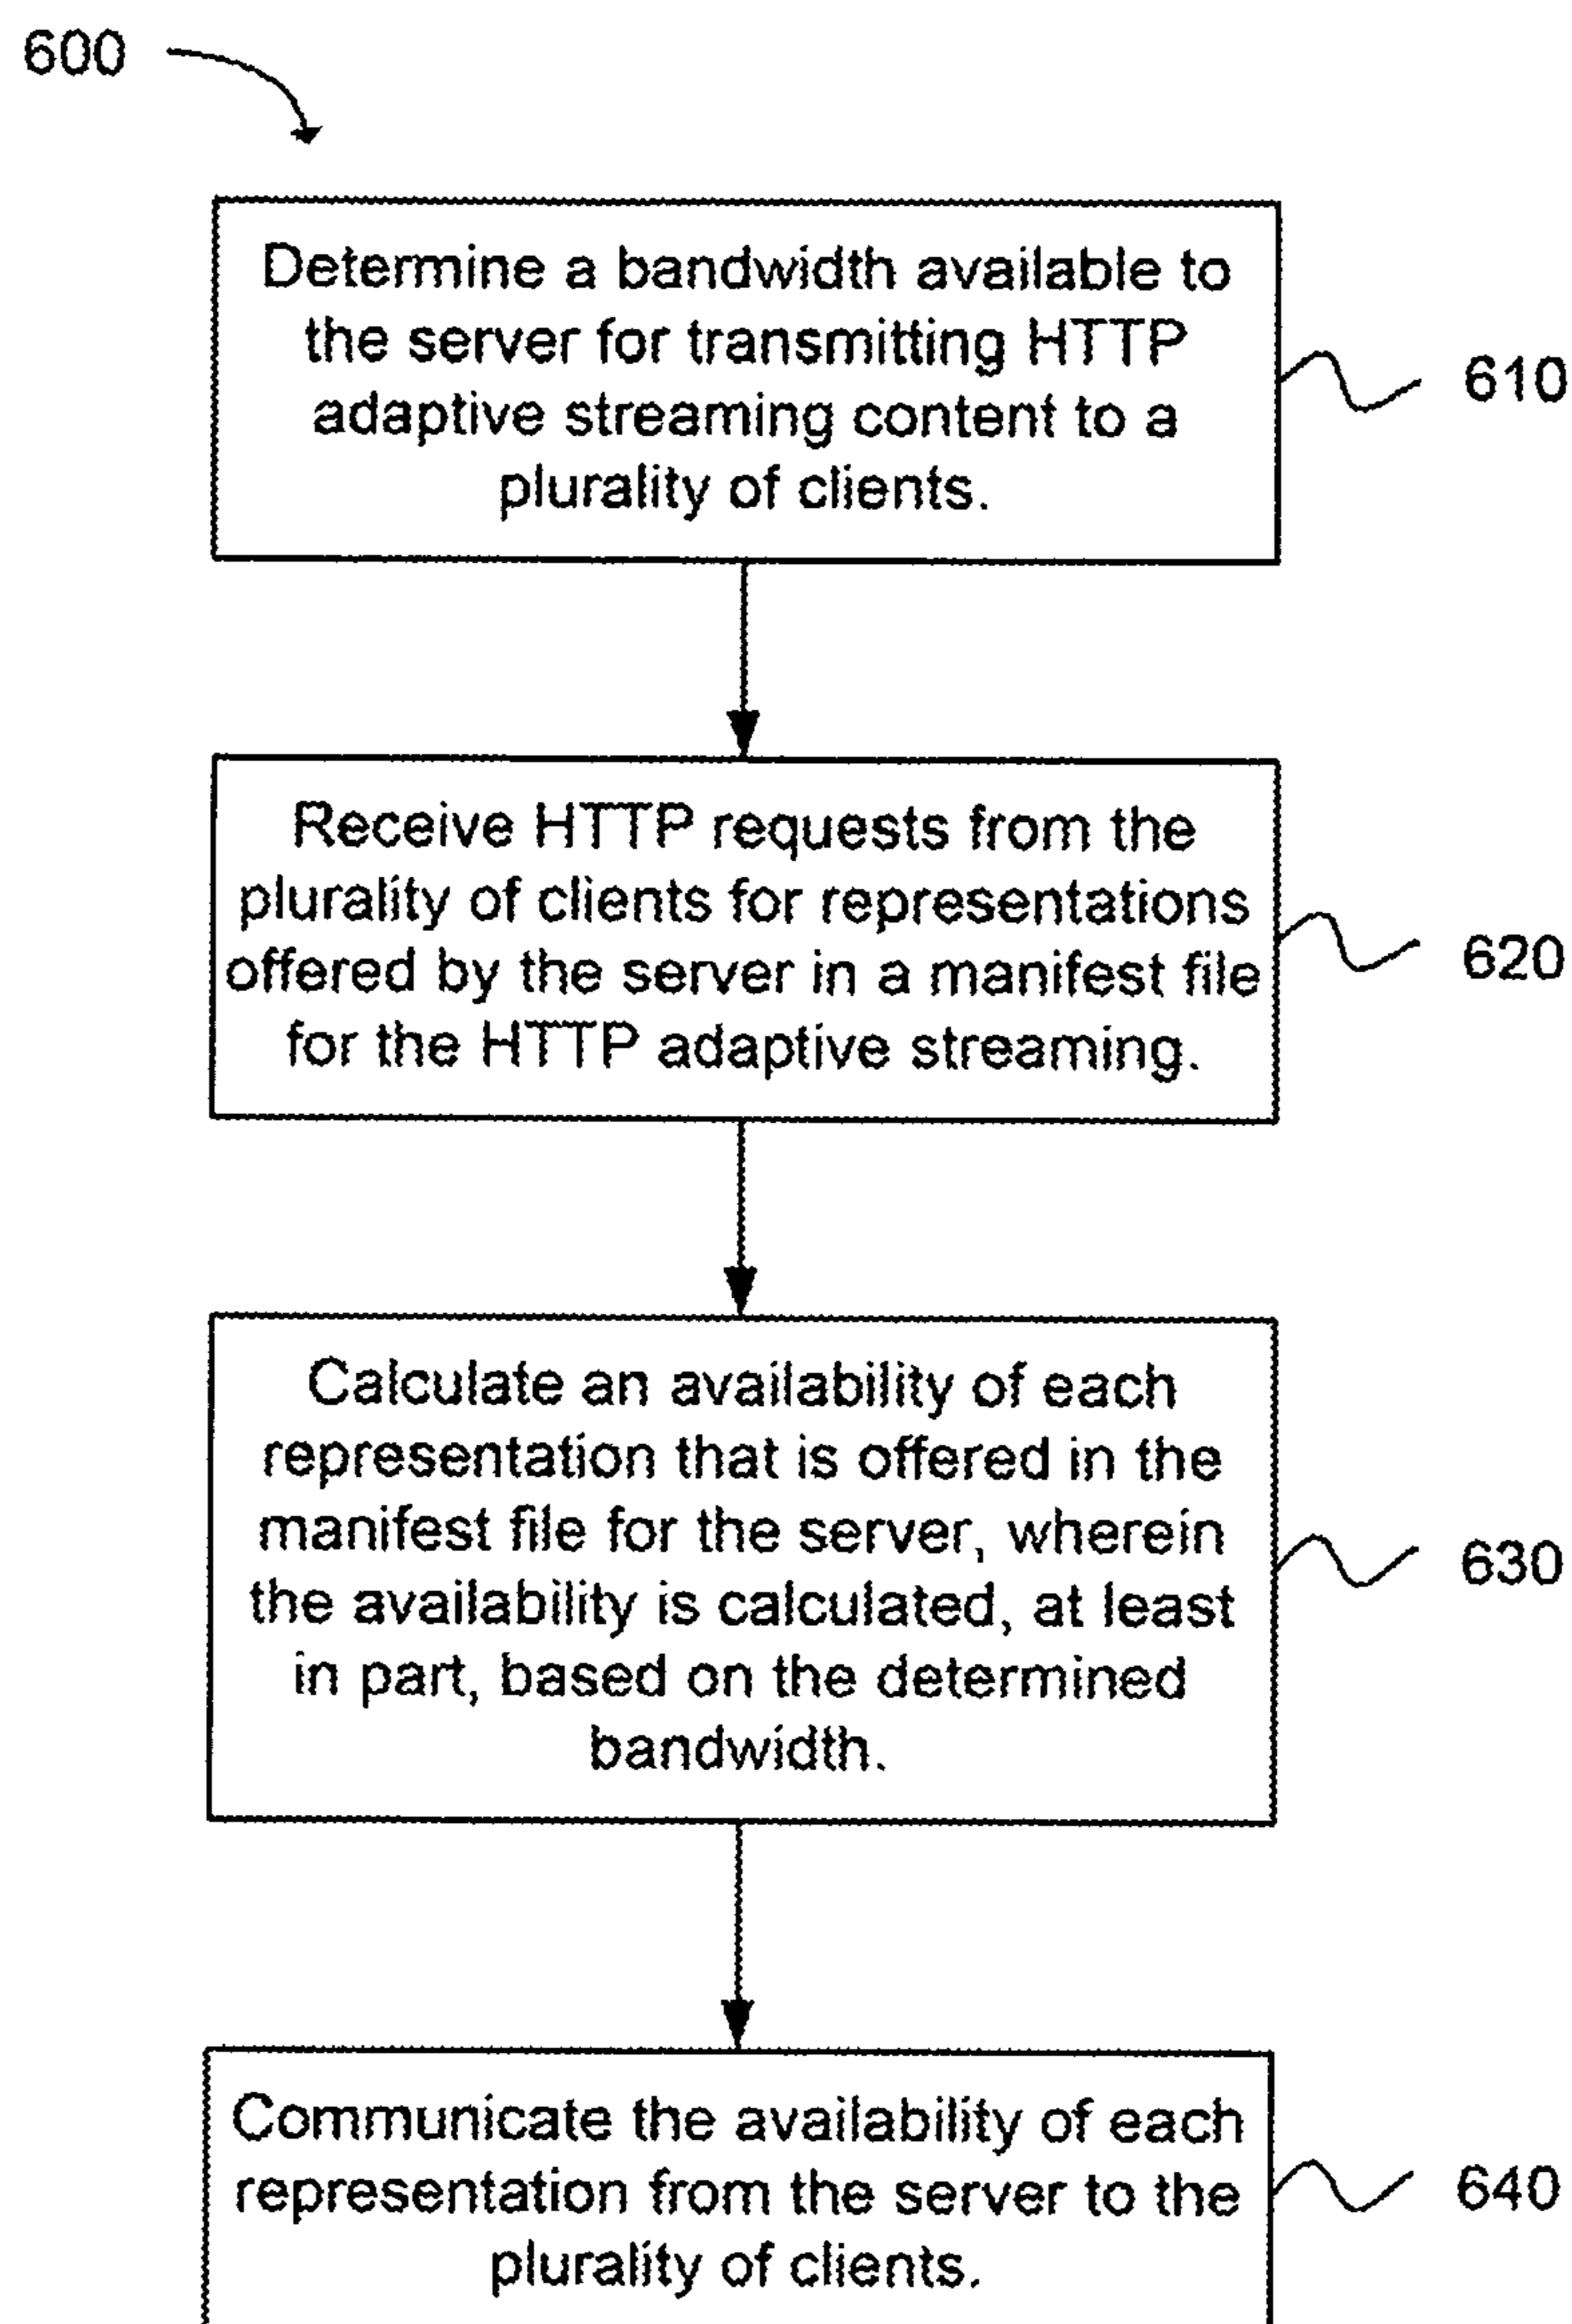 600
Determine a bandwidth available to
the server for transmitting HTTP
adaptive streaming content to a
plurality of clients.
610
Receive HTTP requests from the
plurality of clients for representations
offered by the server in a manifest file
for the HTTP adaptive streaming.
620
Calculate an availability of each
representation that is offered in the
manifest file for the server, wherein
the availability is calculated, at least
in part, based on the determined
bandwidth.
630
Communicate the availability of each
representation from the server to the
plurality of clients.
640